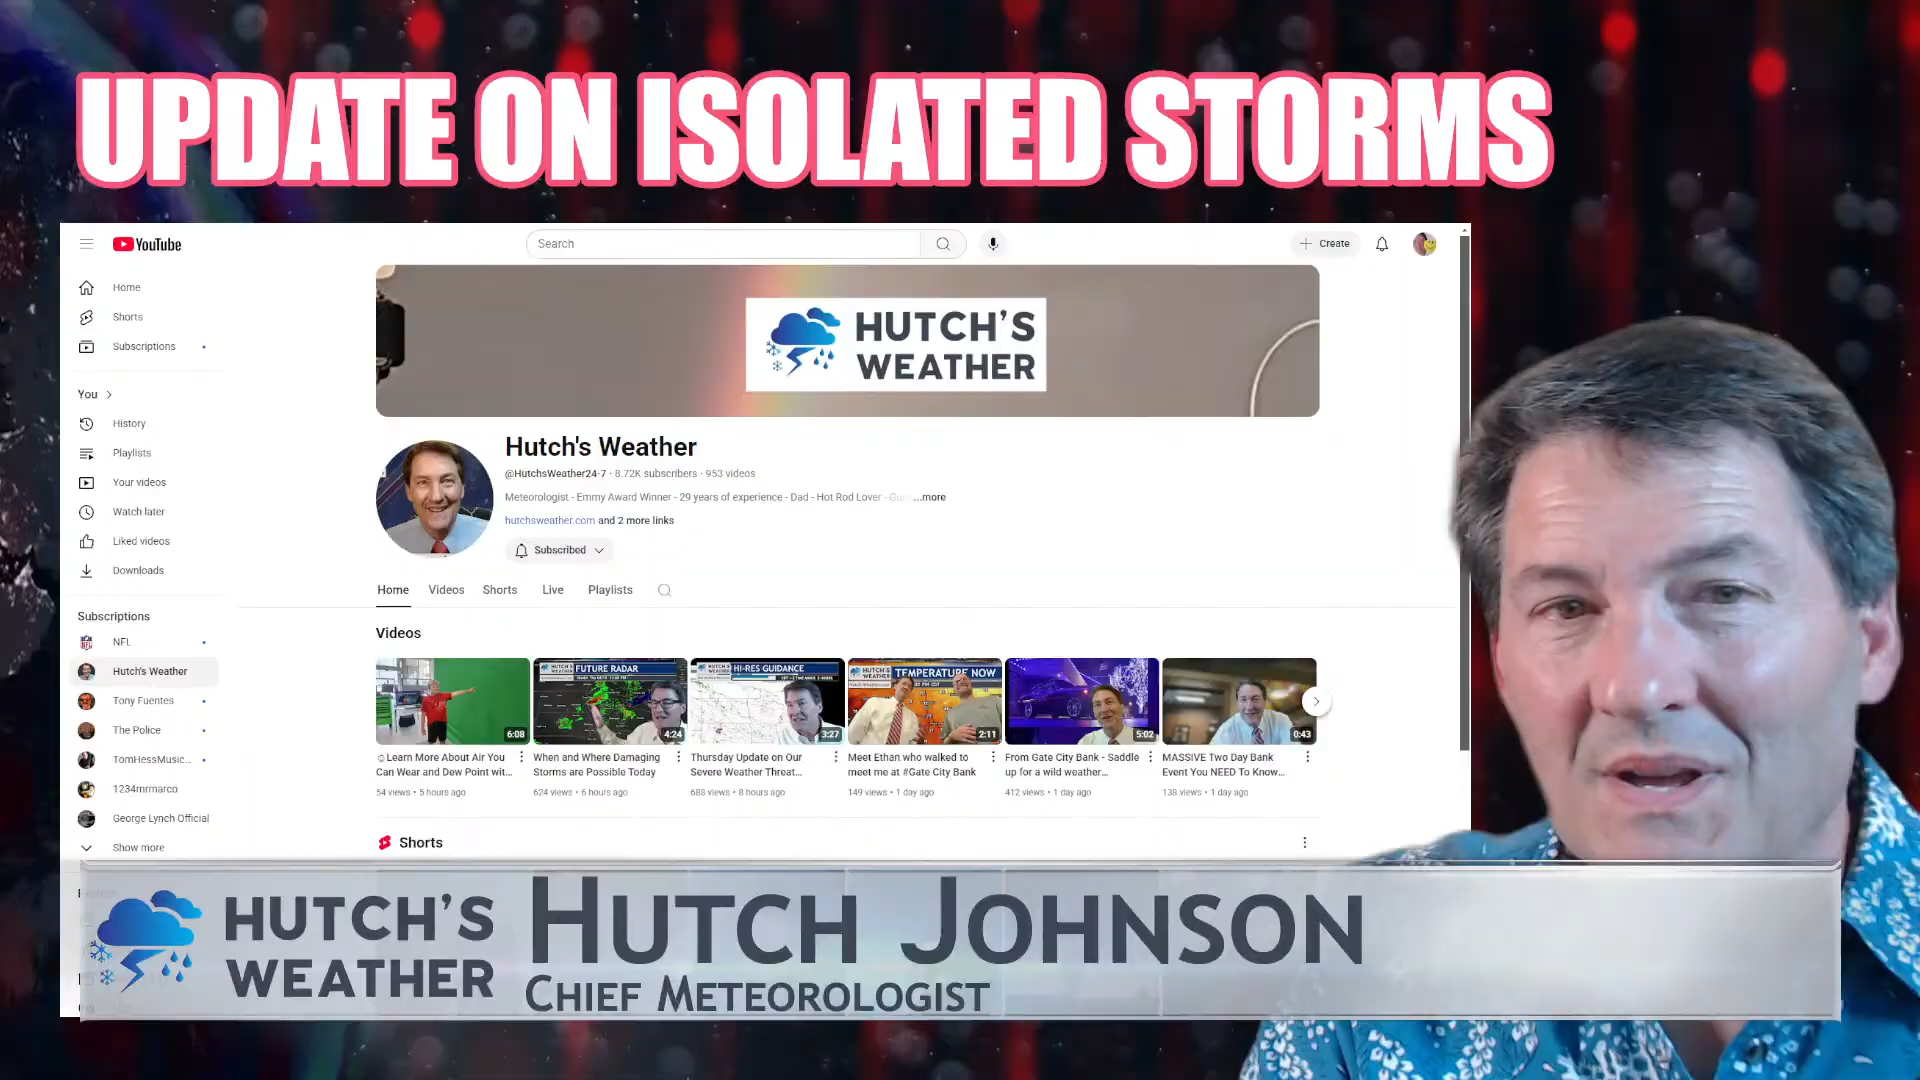 UPDATE ON ISOLATED STORMS
YouTube
Search
Create
Home
Shorts
Subscriptions
You
History
Playlists
Your videos
Watch later
Liked videos
Downloads
Subscriptions
NFL
Hutch's Weather
Tony Fuentes
The Police
TomHessMusic...
1234mrmarco
George Lynch Official
Show more
HUTCH'S
WEATHER
Hutch's Weather
@HutchsWeather24-7 · 8.72K subscribers · 953 videos
Meteorologist - Emmy Award Winner - 29 years of experience - Dad - Hot Rod Lover - ...more
hutchsweather.com and 2 more links
Subscribed
Home Videos Shorts Live Playlists
Videos
FUTURE RADAR
HI-RES GUIDANCE
TEMPERATURE NOW
6:08
4:24
3:27
2:11
5:02
0:43
Learn More About Air You
Can Wear and Dew Point wit...
54 views • 5 hours ago
When and Where Damaging
Storms are Possible Today
624 views • 6 hours ago
Thursday Update on Our
Severe Weather Threat...
688 views • 8 hours ago
Meet Ethan who walked to
meet me at #Gate City Bank
149 views • 1 day ago
From Gate City Bank - Saddle
up for a wild weather...
412 views • 1 day ago
MASSIVE Two Day Bank
Event You NEED To Know...
138 views • 1 day ago
Shorts
HUTCH'S
WEATHER
HUTCH JOHNSON
CHIEF METEOROLOGIST